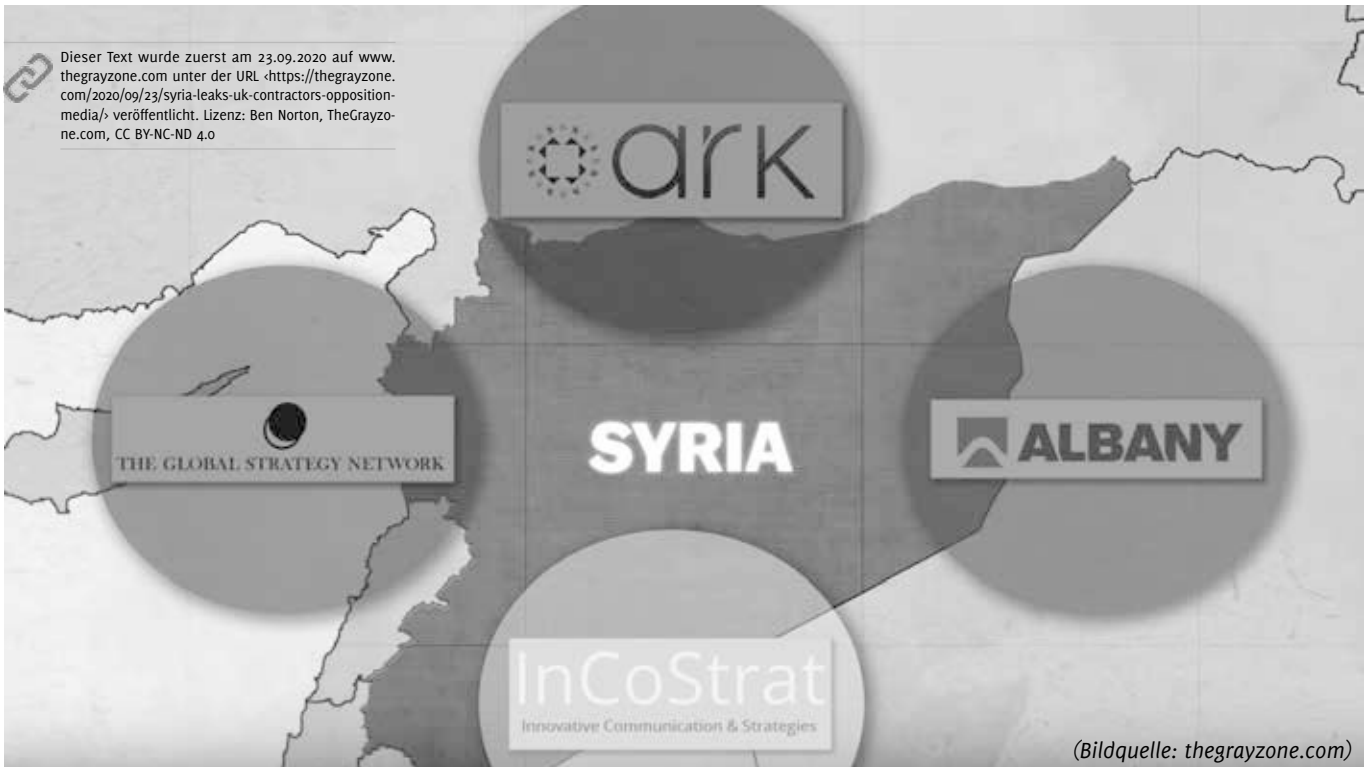 Dieser Text wurde zuerst am 23.09.2020 auf www.
thegrayzone.com unter der URL <https://thegrayzone.
com/2020/09/23/syria-leaks-uk-contractors-opposition-
media/> veröffentlicht. Lizenz: Ben Norton, TheGrayzo-
ne.com, CC BY-NC-ND 4.0
ark
THE GLOBAL STRATEGY NETWORK
SYRIA
ALBANY
InCoStrat
Innovative Communication & Strategies
(Bildquelle: thegrayzone.com)